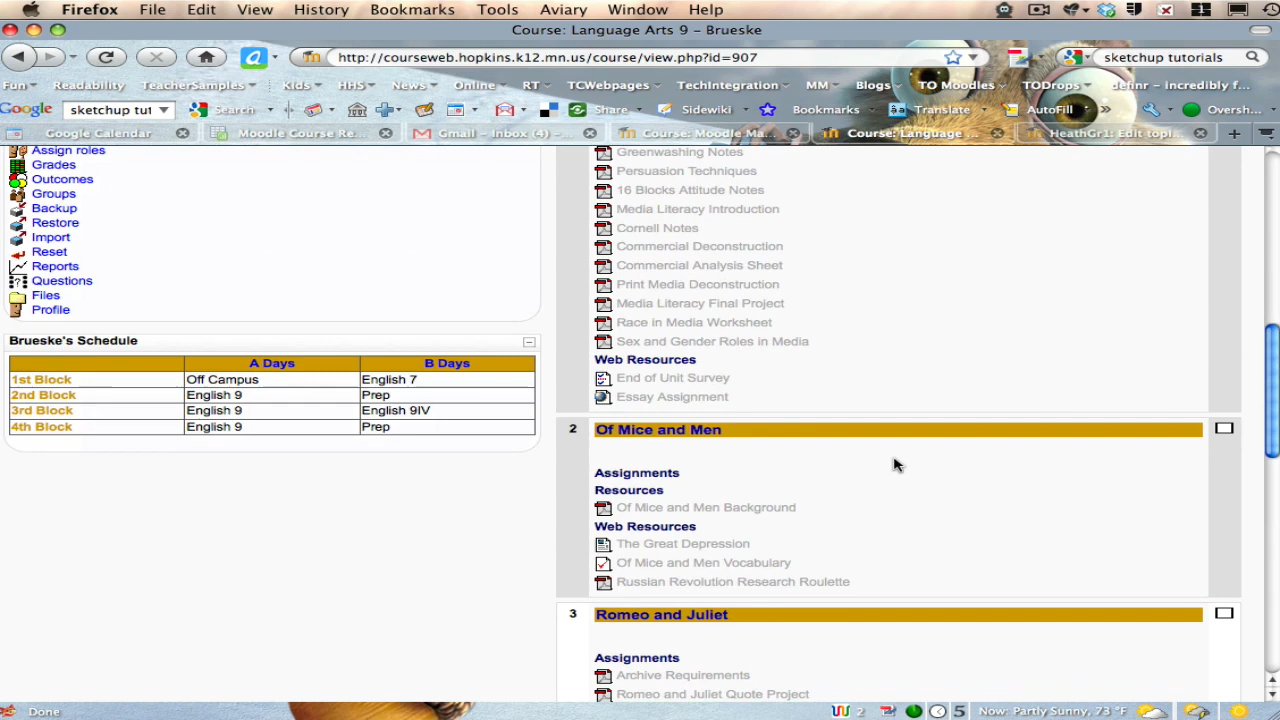 Firefox File Edit View History Bookmarks Tools Aviary Window Help
Course: Language Arts 9 – Brueske
http://courseweb.hopkins.k12.mn.us/course/view.php?id=907 sketchup tutorials
Fun Readability TeacherSamples Kids HHS News Online RT TCWebpages TechIntegration MM Blogs TO Moodles TODrops dehnr – incredibly f...
Google sketchup tut Search Share Sidewiki Bookmarks Translate AutoFill Oversh...
Google Calendar Moodle Course Re... Gmail – Inbox (4) – ... Course: Moodle Ma... Course: Language ... HeathGr1: Edit topi...
Assign roles
Grades
Outcomes
Groups
Backup
Restore
Import
Reset
Reports
Questions
Files
Profile
Brueske's Schedule
A Days B Days
1st Block Off Campus English 7
2nd Block English 9 Prep
3rd Block English 9 English 9IV
4th Block English 9 Prep
Greenwashing Notes
Persuasion Techniques
16 Blocks Attitude Notes
Media Literacy Introduction
Cornell Notes
Commercial Deconstruction
Commercial Analysis Sheet
Print Media Deconstruction
Media Literacy Final Project
Race in Media Worksheet
Sex and Gender Roles in Media
Web Resources
End of Unit Survey
Essay Assignment
2 Of Mice and Men
Assignments
Resources
Of Mice and Men Background
Web Resources
The Great Depression
Of Mice and Men Vocabulary
Russian Revolution Research Roulette
3 Romeo and Juliet
Assignments
Archive Requirements
Romeo and Juliet Quote Project
Done 2 5 Now: Partly Sunny, 73 °F